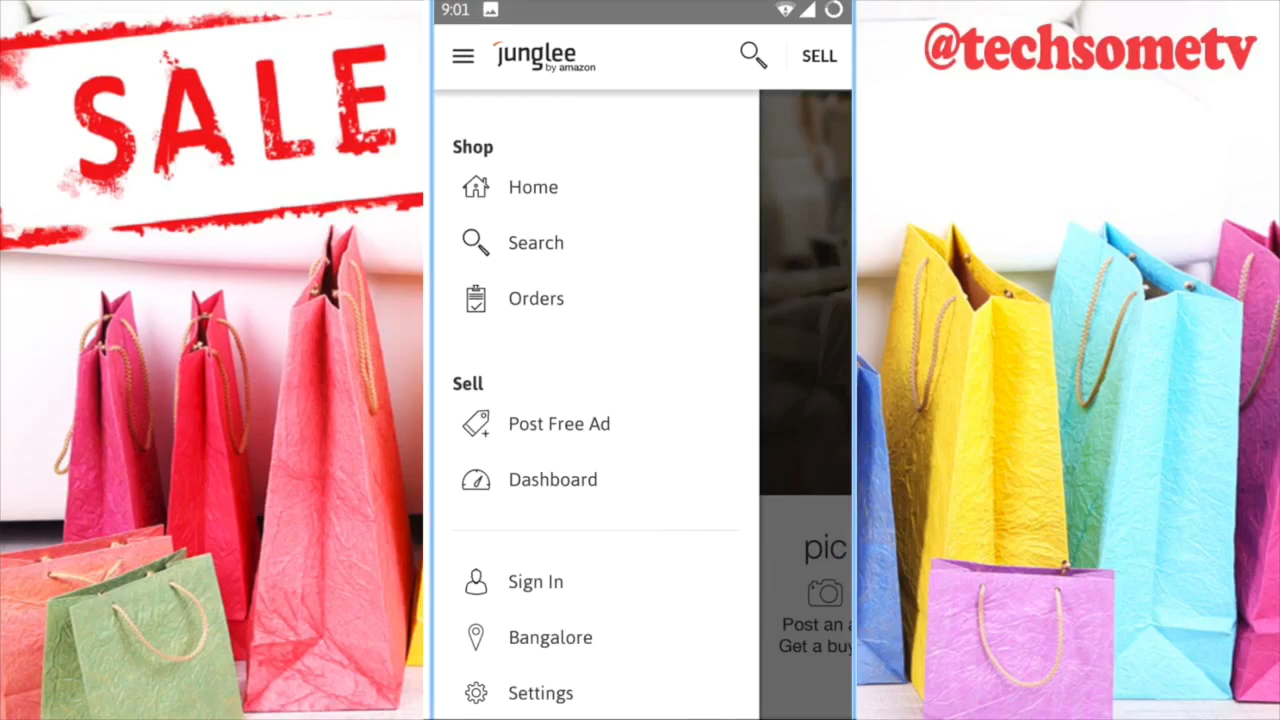 SALE
9:01
junglee
by amazon
SELL
@techsometv
Shop
Home
Search
Orders
Sell
Post Free Ad
Dashboard
Sign In
Bangalore
Settings
pic
Post an a
Get a buy